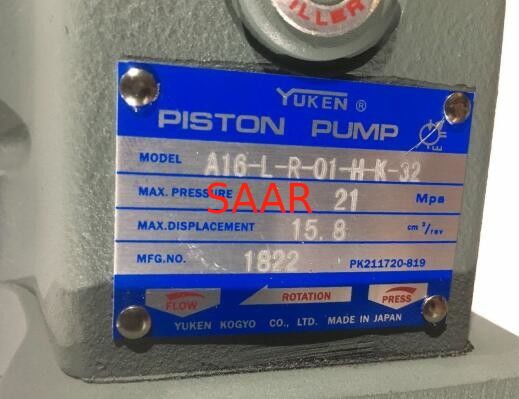 ILLER
YUKEN ®
PISTON PUMP
MODEL A16-L-R-01-H-K-32
MAX. PRESSURE 21 Mpa
SAAR
MAX.DISPLACEMENT 15.8 cm³/rev
MFG.NO. 1822 PK211720-819
FLOW ROTATION PRESS
YUKEN KOGYO CO., LTD. MADE IN JAPAN